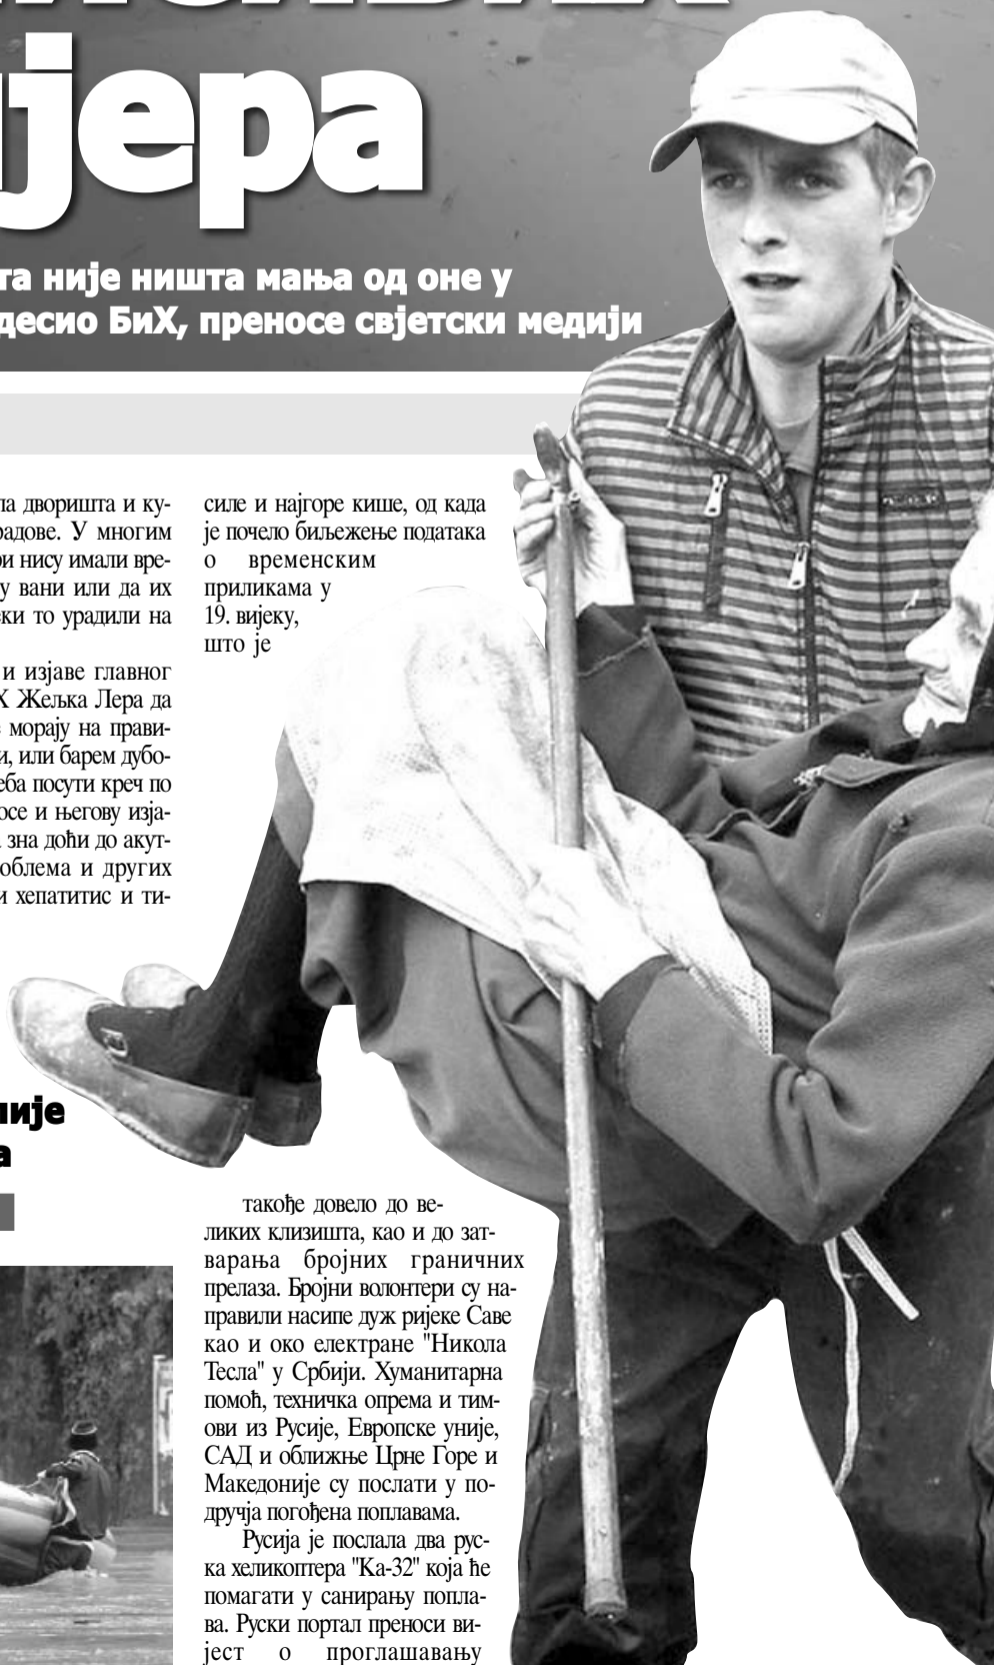 јера
није ништа мања од оне у
десио БиХ, преносе свјетски медији
ла дворишта и ку-
радове. У многим
ри нису имали вре-
у вани или да их
ки то урадили на
и изјаве главног
Х Жељка Лера да
морају на прави-
и, или барем дубо-
еба посути креч по
осе и његову изја-
зна доћи до акут-
облема и других
и хепатитис и ти-
није
а
силе и најгоре кише, од када
је почело биљежење података
о временским
приликама у
19. вијеку,
што је
такође довело до ве-
ликих клизишта, као и до зат-
варања бројних граничних
прелаза. Бројни волонтери су на-
правили насипе дуж ријеке Саве
као и око електране "Никола
Тесла" у Србији. Хуманитарна
помоћ, техничка опрема и тим-
ови из Русије, Европске уније,
САД и оближње Црне Горе и
Македоније су послати у по-
дручја погођена поплавама.
Русија је послала два рус-
ка хеликоптера "Ка-32" која ће
помагати у санирању попла-
ва. Руски портал преноси ви-
јест о проглашавању